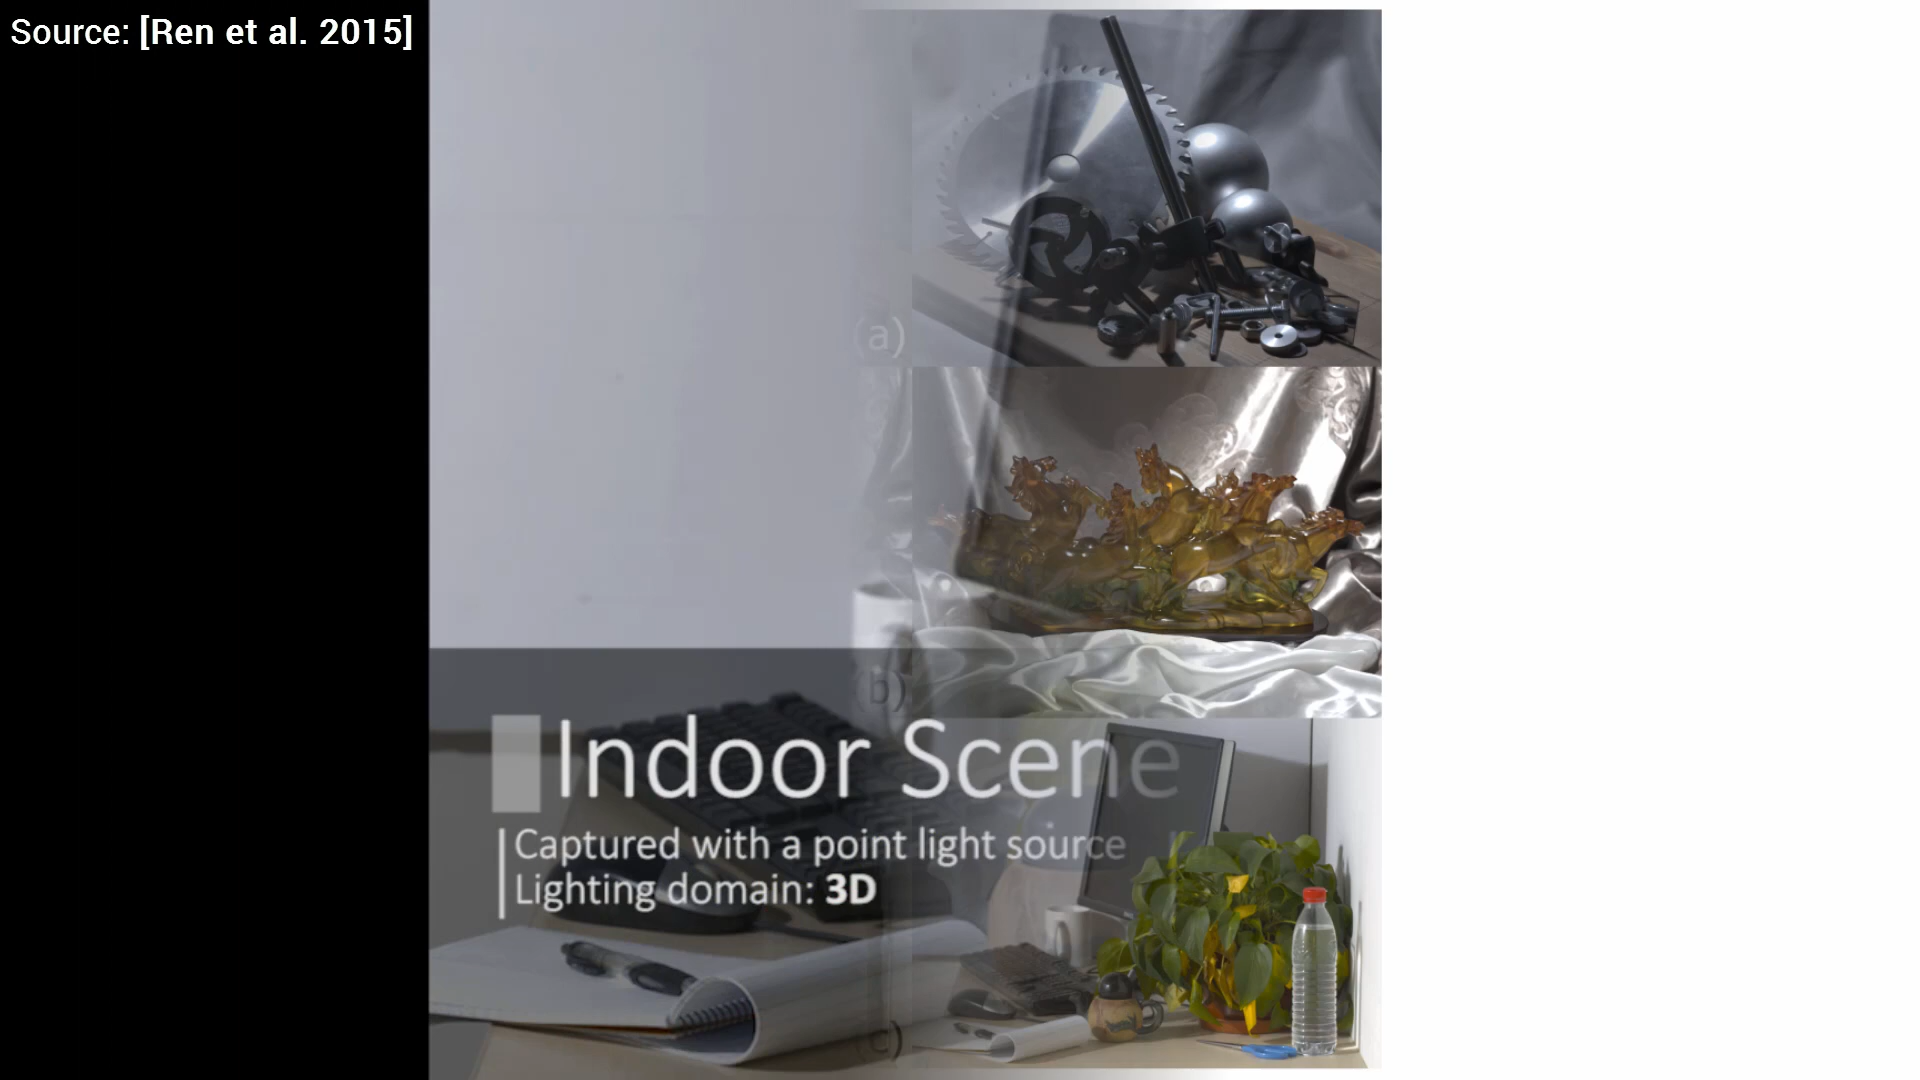 Source: [Ren et al. 2015]
(a)
(b)
Indoor Scene
Captured with a point light source
Lighting domain: 3D
(c)